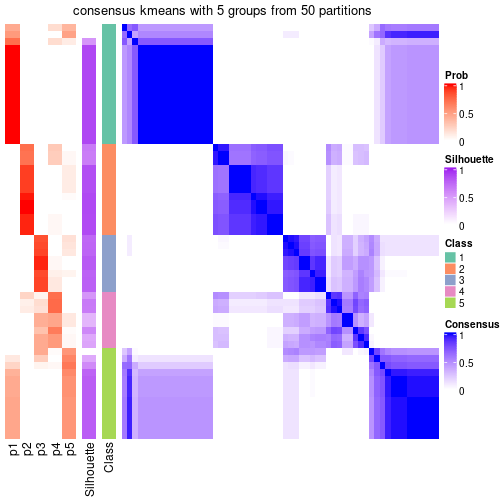 consensus kmeans with 5 groups from 50 partitions
Prob
1
0.5
0
Silhouette
1
0.5
0
Class
1
2
3
4
5
Consensus
1
0.5
0
p1
p2
p3
p4
p5
Silhouette
Class